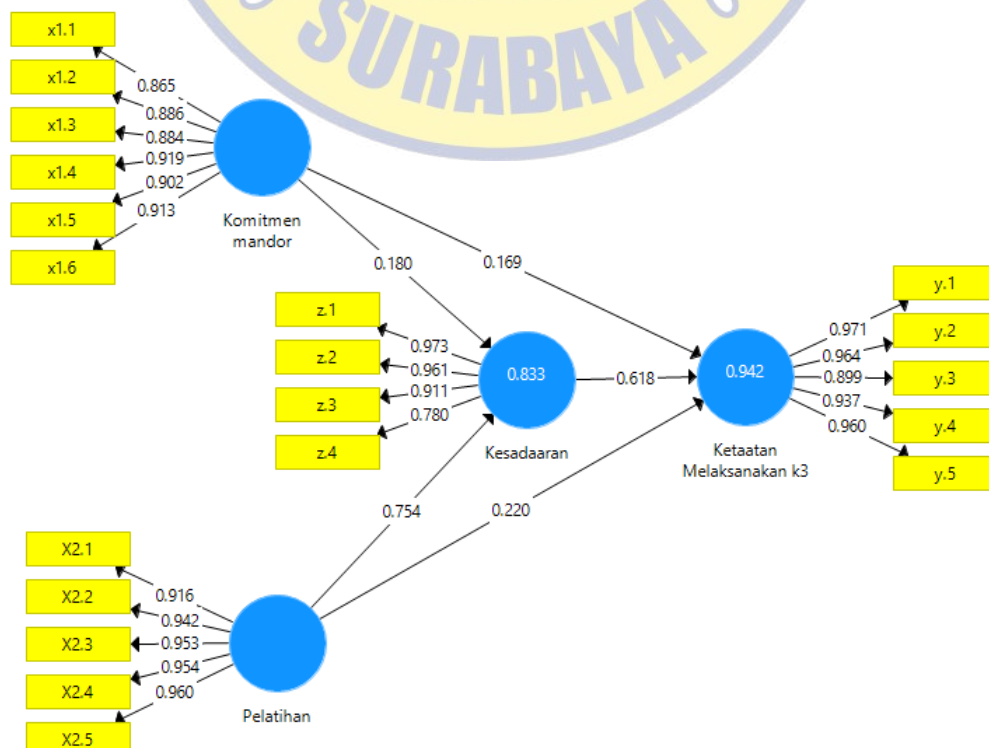 SURABAYA
x1.1
x1.2
x1.3
x1.4
x1.5
x1.6
0.865
0.886
0.884
0.919
0.902
0.913
Komitmen
mandor
0.180
0.169
z.1
z.2
z.3
z.4
0.973
0.961
0.911
0.780
0.833
Kesadaaran
0.618
0.942
Ketaatan
Melaksanakan k3
0.971
0.964
0.899
0.937
0.960
y.1
y.2
y.3
y.4
y.5
0.754
0.220
X2.1
X2.2
X2.3
X2.4
X2.5
0.916
0.942
0.953
0.954
0.960
Pelatihan